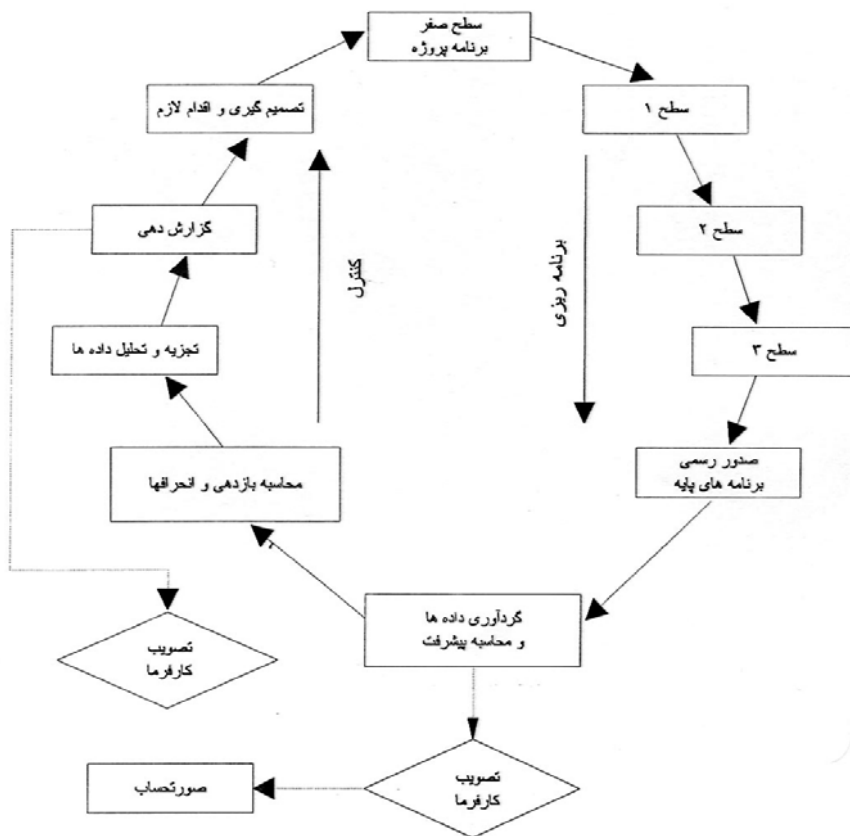 سطح صفر
برنامه پروژه
تصمیم گیری و اقدام لازم
سطح ۱
گزارش دهی
سطح ۲
کنترل
برنامه ریزی
تجزیه و تحلیل داده ها
سطح ۳
محاسبه بازدهی و انحرافها
صدور رسمی
برنامه های پایه
گردآوری داده ها
و محاسبه پیشرفت
تصویب
کارفرما
تصویب
کارفرما
صورتحساب